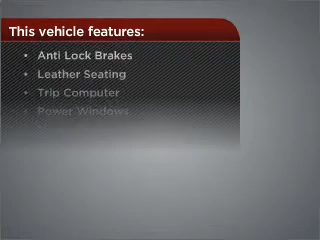 This vehicle features:
• Anti Lock Brakes
• Leather Seating
• Trip Computer
• Power Windows